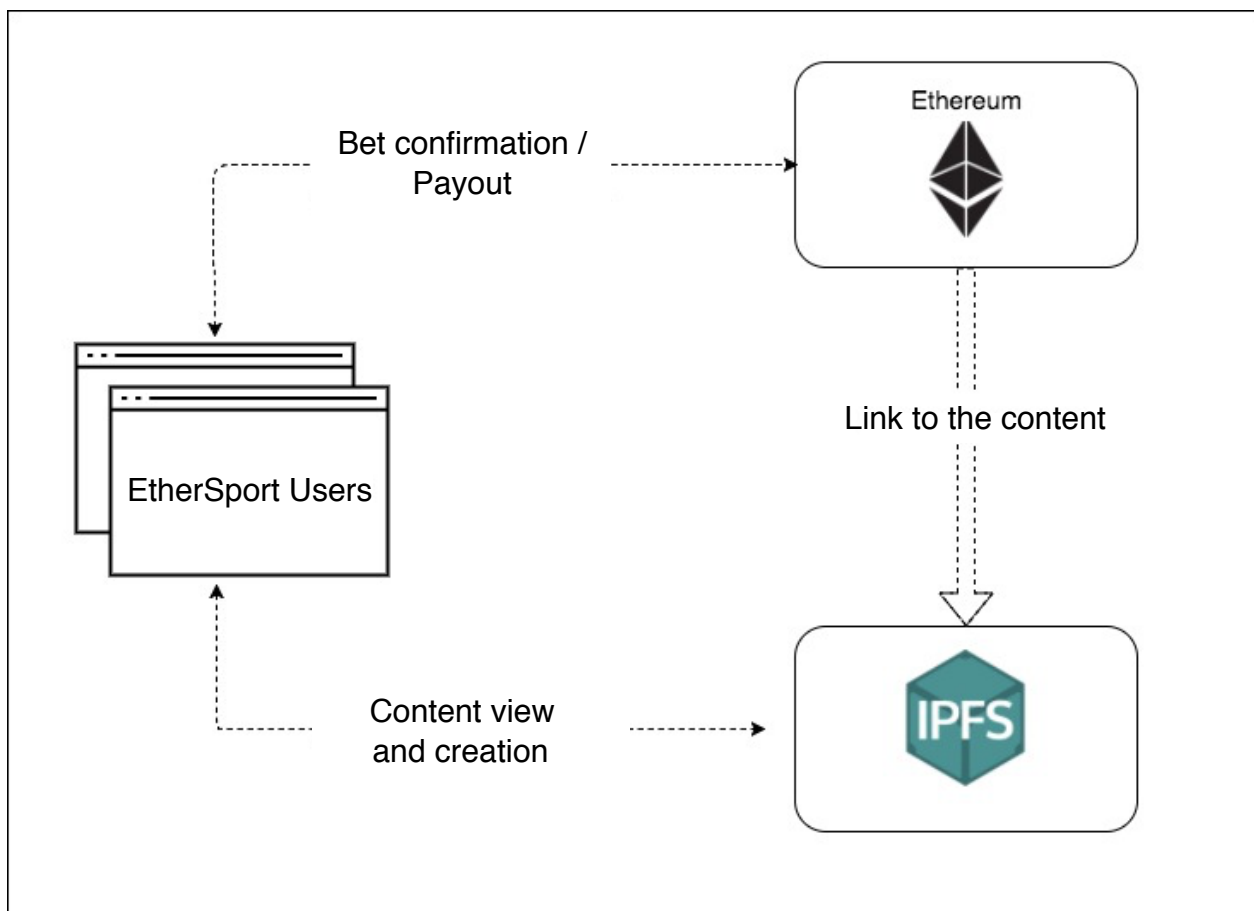 Ethereum
Bet confirmation /
Payout
Link to the content
EtherSport Users
IPFS
Content view
and creation